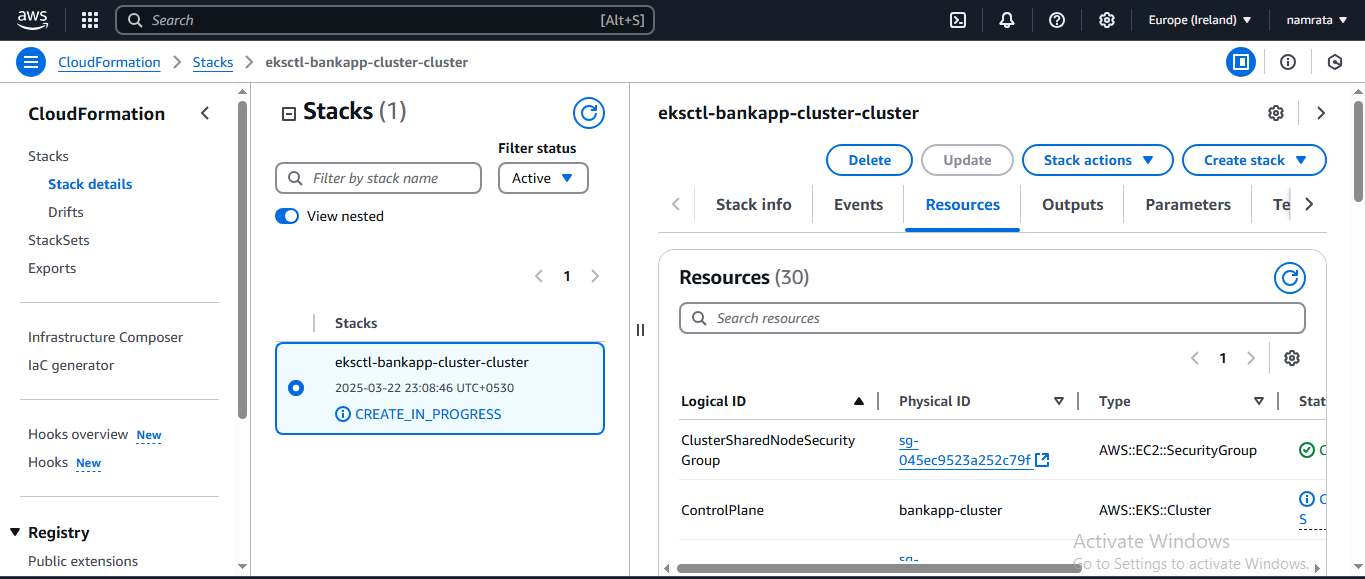 aws
Search [Alt+S]
Europe (Ireland)
namrata
CloudFormation
Stacks
eksctl-bankapp-cluster-cluster
CloudFormation
Stacks
Stack details
Drifts
StackSets
Exports
Infrastructure Composer
IaC generator
Hooks overview New
Hooks New
Registry
Public extensions
Stacks (1)
Filter status
Filter by stack name
Active
View nested
1
Stacks
eksctl-bankapp-cluster-cluster
2025-03-22 23:08:46 UTC+0530
CREATE_IN_PROGRESS
eksctl-bankapp-cluster-cluster
Delete
Update
Stack actions
Create stack
Stack info
Events
Resources
Outputs
Parameters
Te
Resources (30)
Search resources
1
Logical ID Physical ID Type Stat
ClusterSharedNodeSecurity
Group
sg-
045ec9523a252c79f
AWS::EC2::SecurityGroup
C
ControlPlane bankapp-cluster AWS::EKS::Cluster
C
S
sg-
Activate Windows
Go to Settings to activate Windows.